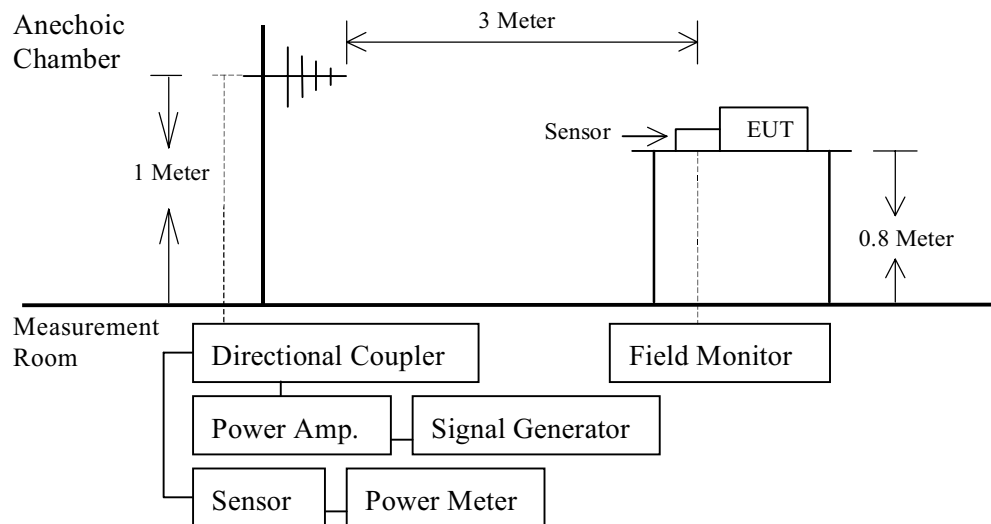 3 Meter
Anechoic
Chamber
Sensor
EUT
1 Meter
0.8 Meter
Measurement
Room
Directional Coupler
Field Monitor
Power Amp.
Signal Generator
Sensor
Power Meter